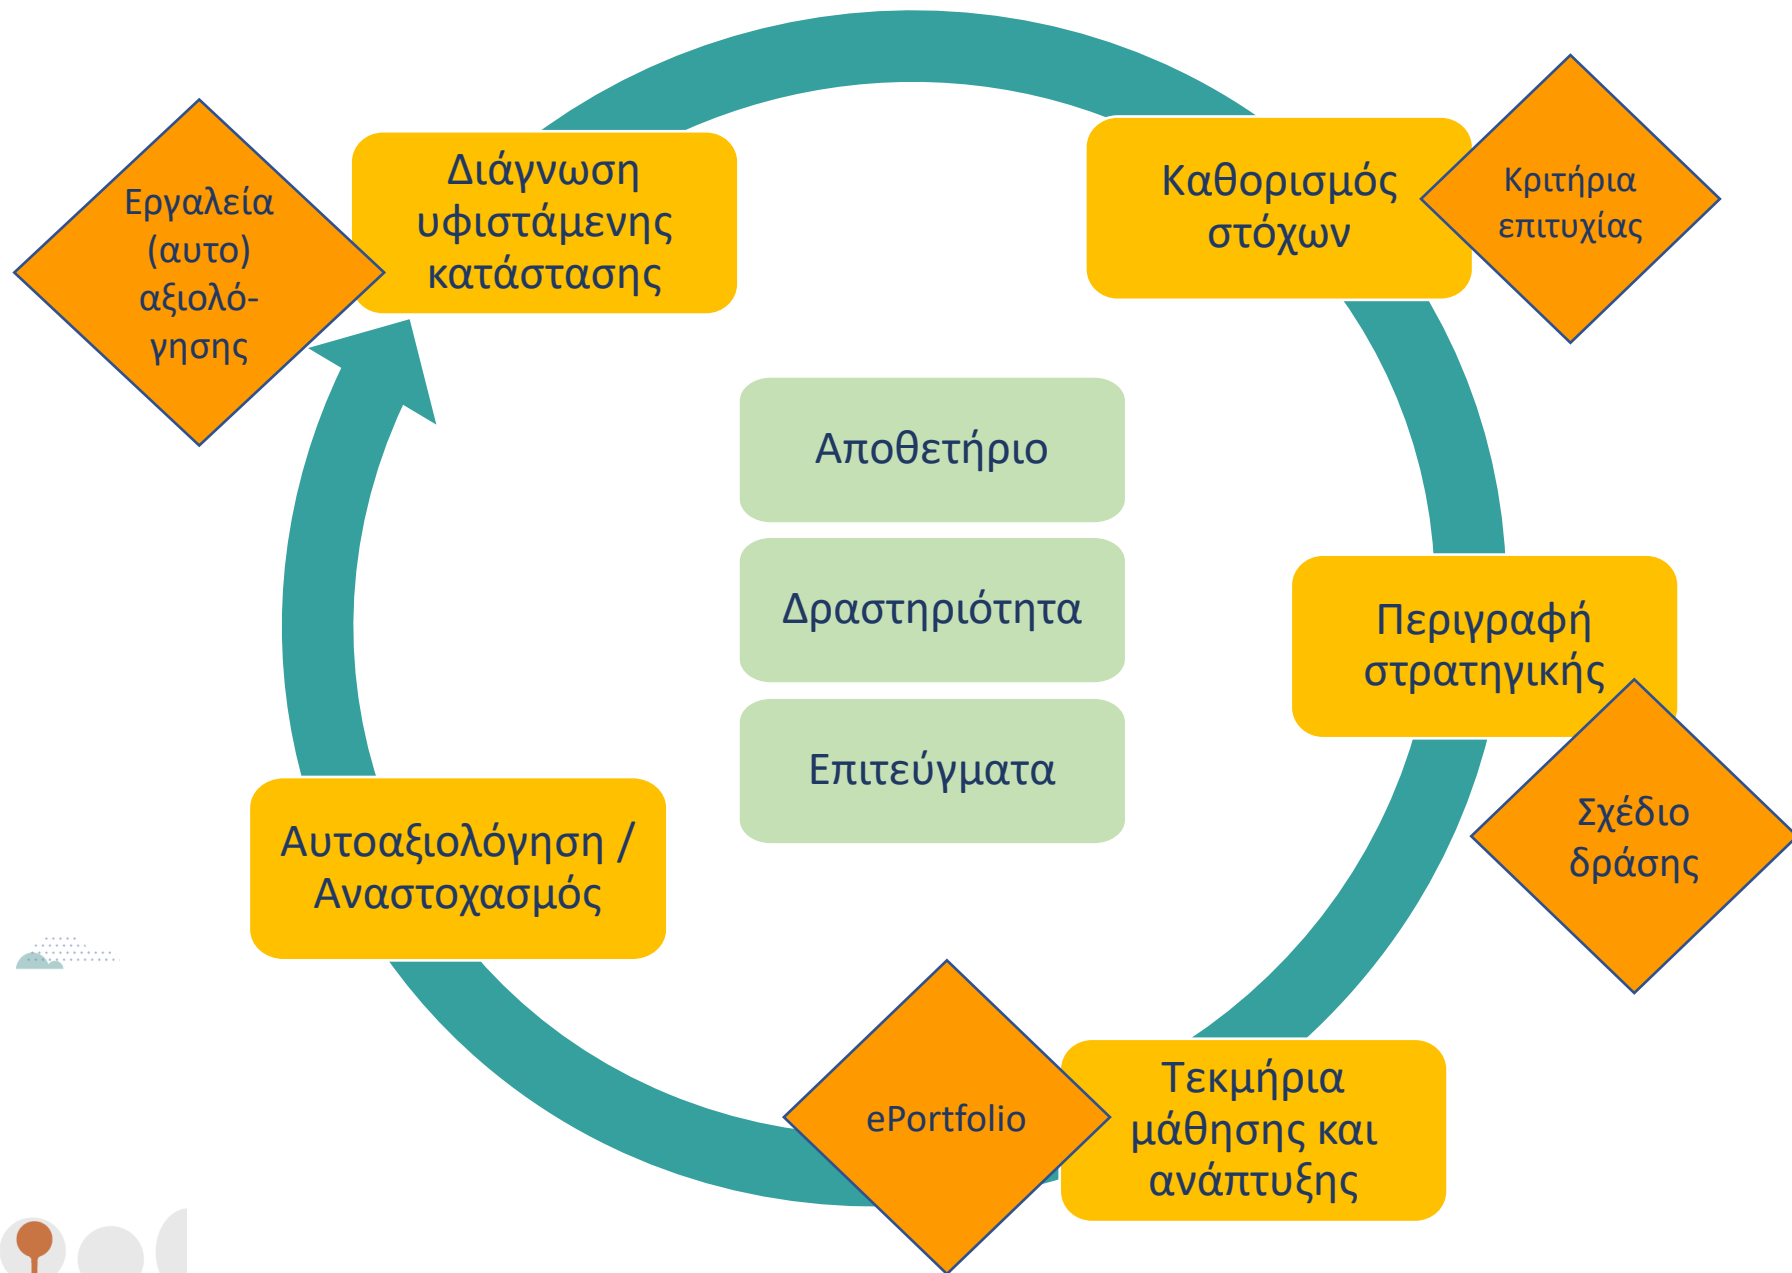 Εργαλεία
(αυτο)
αξιολό-
γησης
Διάγνωση
υφιστάμενης
κατάστασης
Καθορισμός
στόχων
Κριτήρια
επιτυχίας
Αποθετήριο
Δραστηριότητα
Επιτεύγματα
Περιγραφή
στρατηγικής
Σχέδιο
δράσης
Αυτοαξιολόγηση /
Αναστοχασμός
ePortfolio
Τεκμήρια
μάθησης και
ανάπτυξης